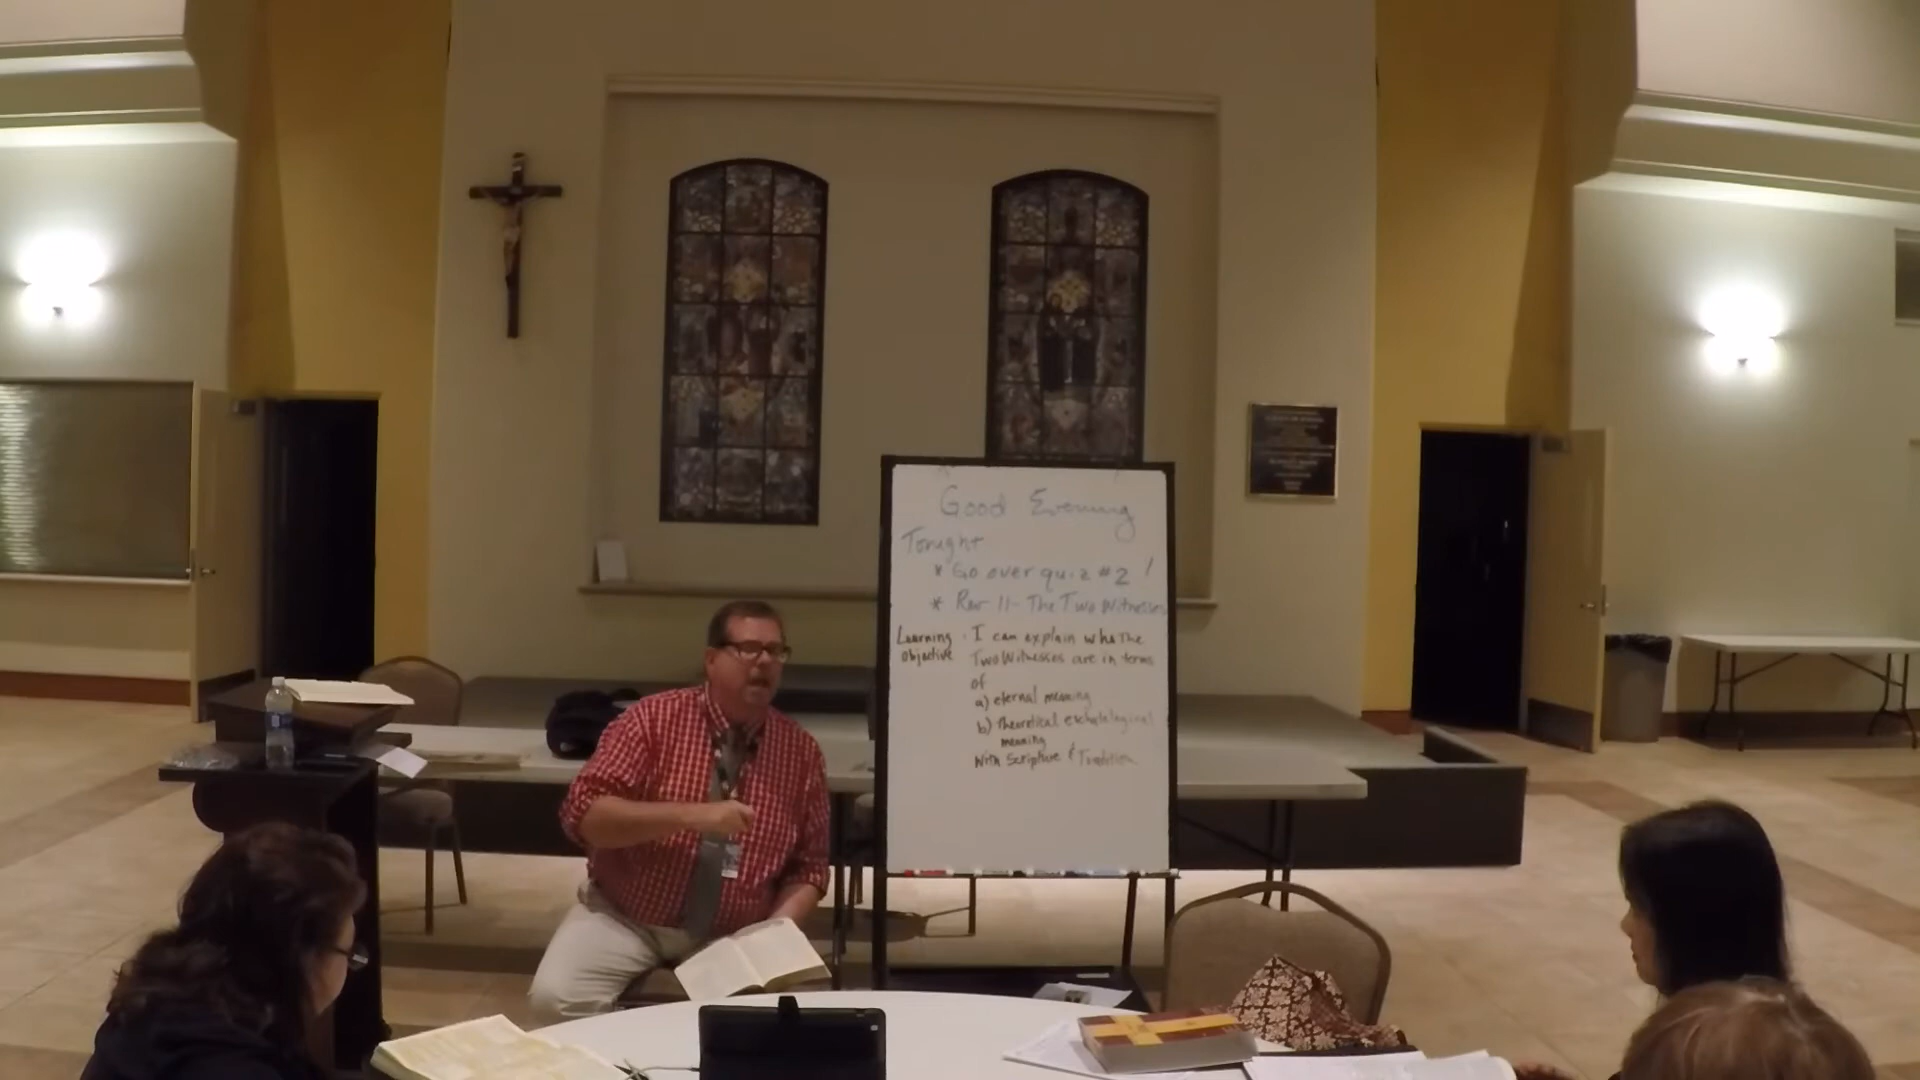 Good Evening
Tonight
* Go over quiz #2!
* Rev 11- The Two Witnesses
Learning Objective
· I can explain who the
Two Witnesses are in terms
of
a) eternal meaning
b) theoretical eschatological
meaning
with Scripture & Tradition